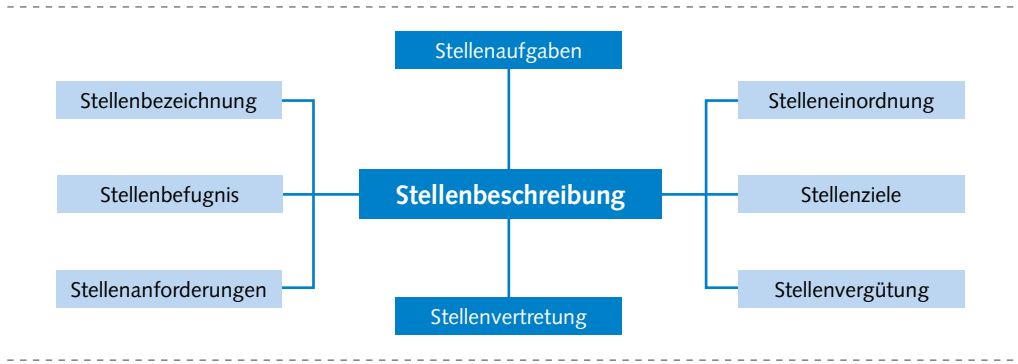 Stellenaufgaben
Stellenbezeichnung
Stelleneinordnung
Stellenbefugnis
Stellenbeschreibung
Stellenziele
Stellenanforderungen
Stellenvergütung
Stellenvertretung